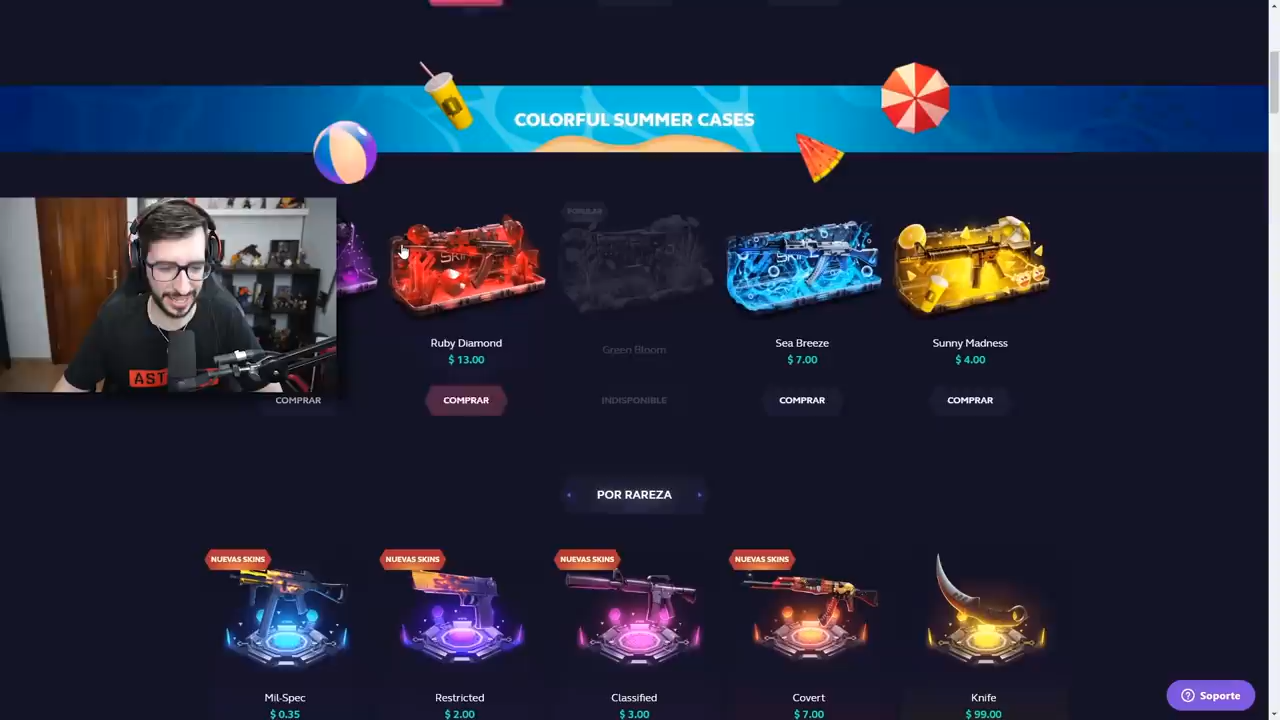 COLORFUL SUMMER CASES
POPULAR
Ruby Diamond
$ 13.00
COMPRAR
Green Bloom
INDISPONIBLE
Sea Breeze
$ 7.00
COMPRAR
Sunny Madness
$ 4.00
COMPRAR
COMPRAR
AST
POR RAREZA
NUEVAS SKINS
NUEVAS SKINS
NUEVAS SKINS
NUEVAS SKINS
Mil-Spec
$ 0.35
Restricted
$ 2.00
Classified
$ 3.00
Covert
$ 7.00
Knife
$ 99.00
Soporte